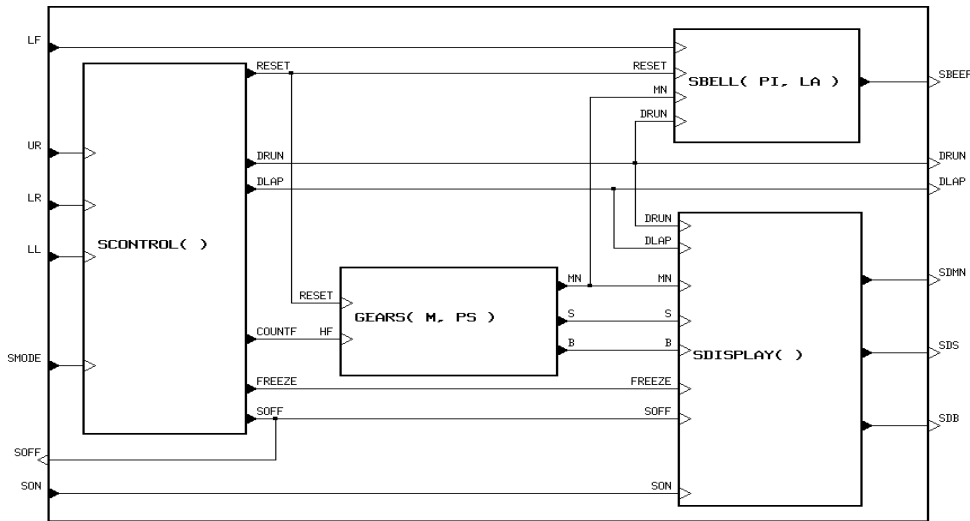 LF
RESET
RESET
SBELL( PI, LA )
SBEEP
MN
DRUN
UR
DRUN
DRUN
DLAP
DLAP
LR
DRUN
SCONTROL( )
LL
DLAP
RESET
MN
MN
SDMN
GEARS( M, PS )
S
S
COUNTF
HF
B
B
SDISPLAY( )
SDS
SMODE
FREEZE
FREEZE
SOFF
SOFF
SDB
SOFF
SON
SON